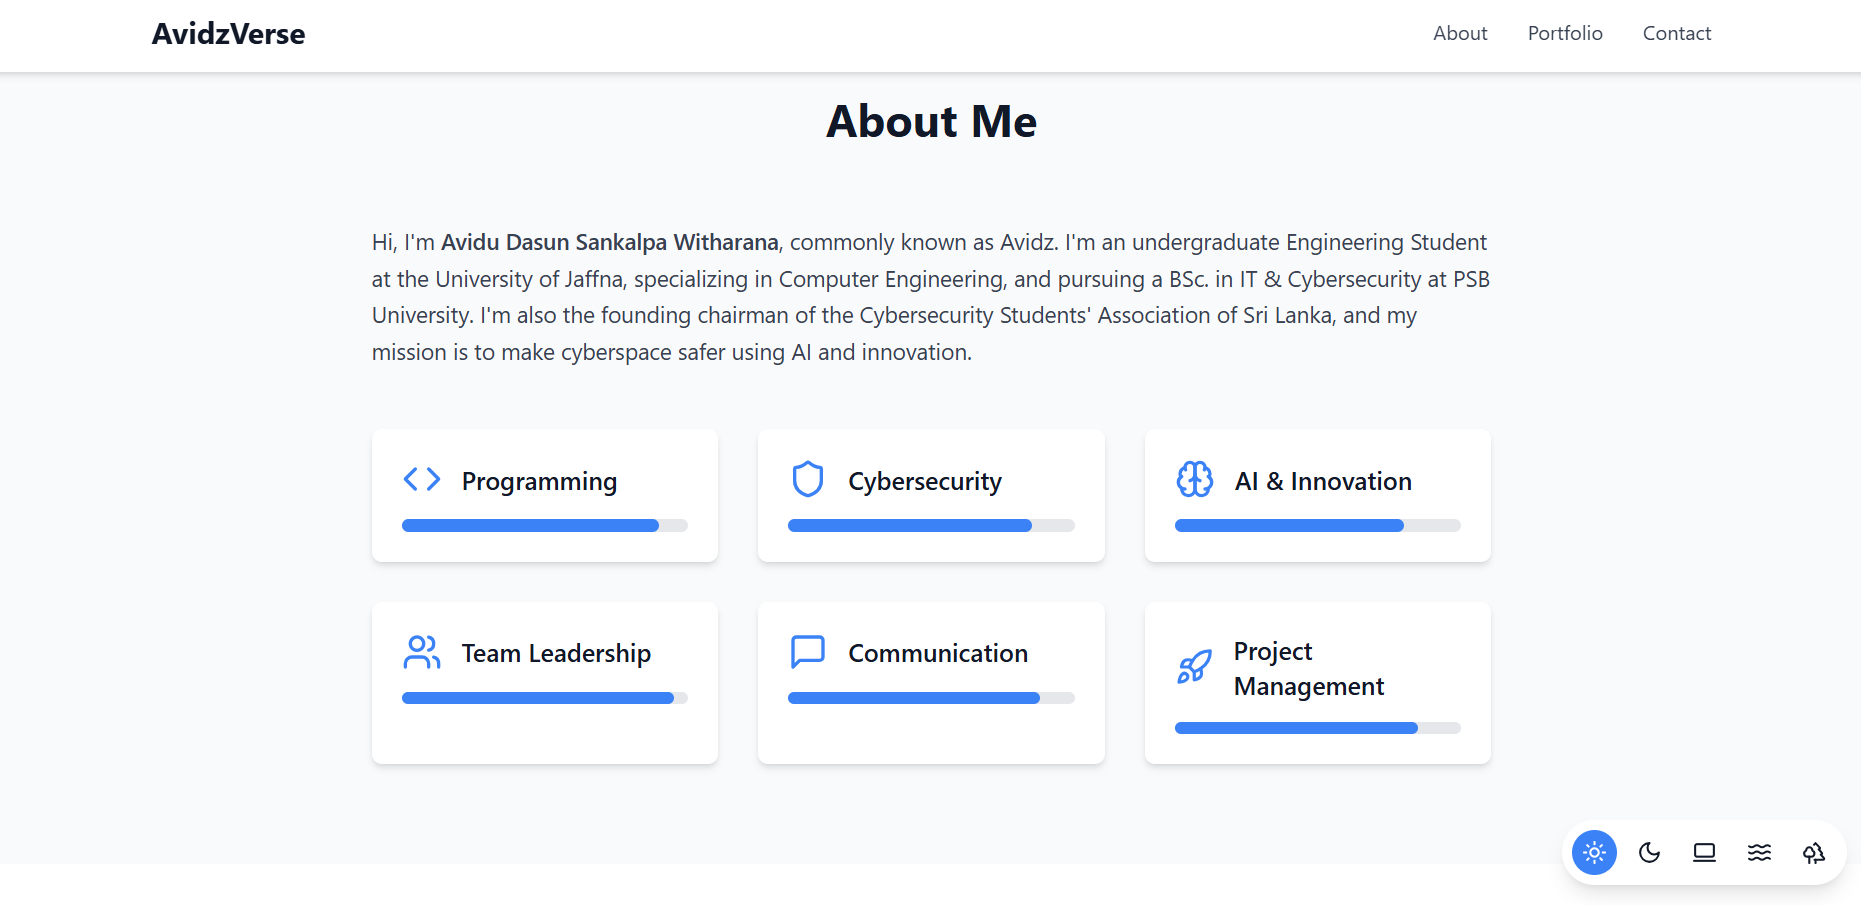 AvidzVerse
About Portfolio Contact
About Me
Hi, I'm Avidu Dasun Sankalpa Witharana, commonly known as Avidz. I'm an undergraduate Engineering Student
at the University of Jaffna, specializing in Computer Engineering, and pursuing a BSc. in IT & Cybersecurity at PSB
University. I'm also the founding chairman of the Cybersecurity Students' Association of Sri Lanka, and my
mission is to make cyberspace safer using AI and innovation.
Programming
Cybersecurity
AI & Innovation
Team Leadership
Communication
Project
Management